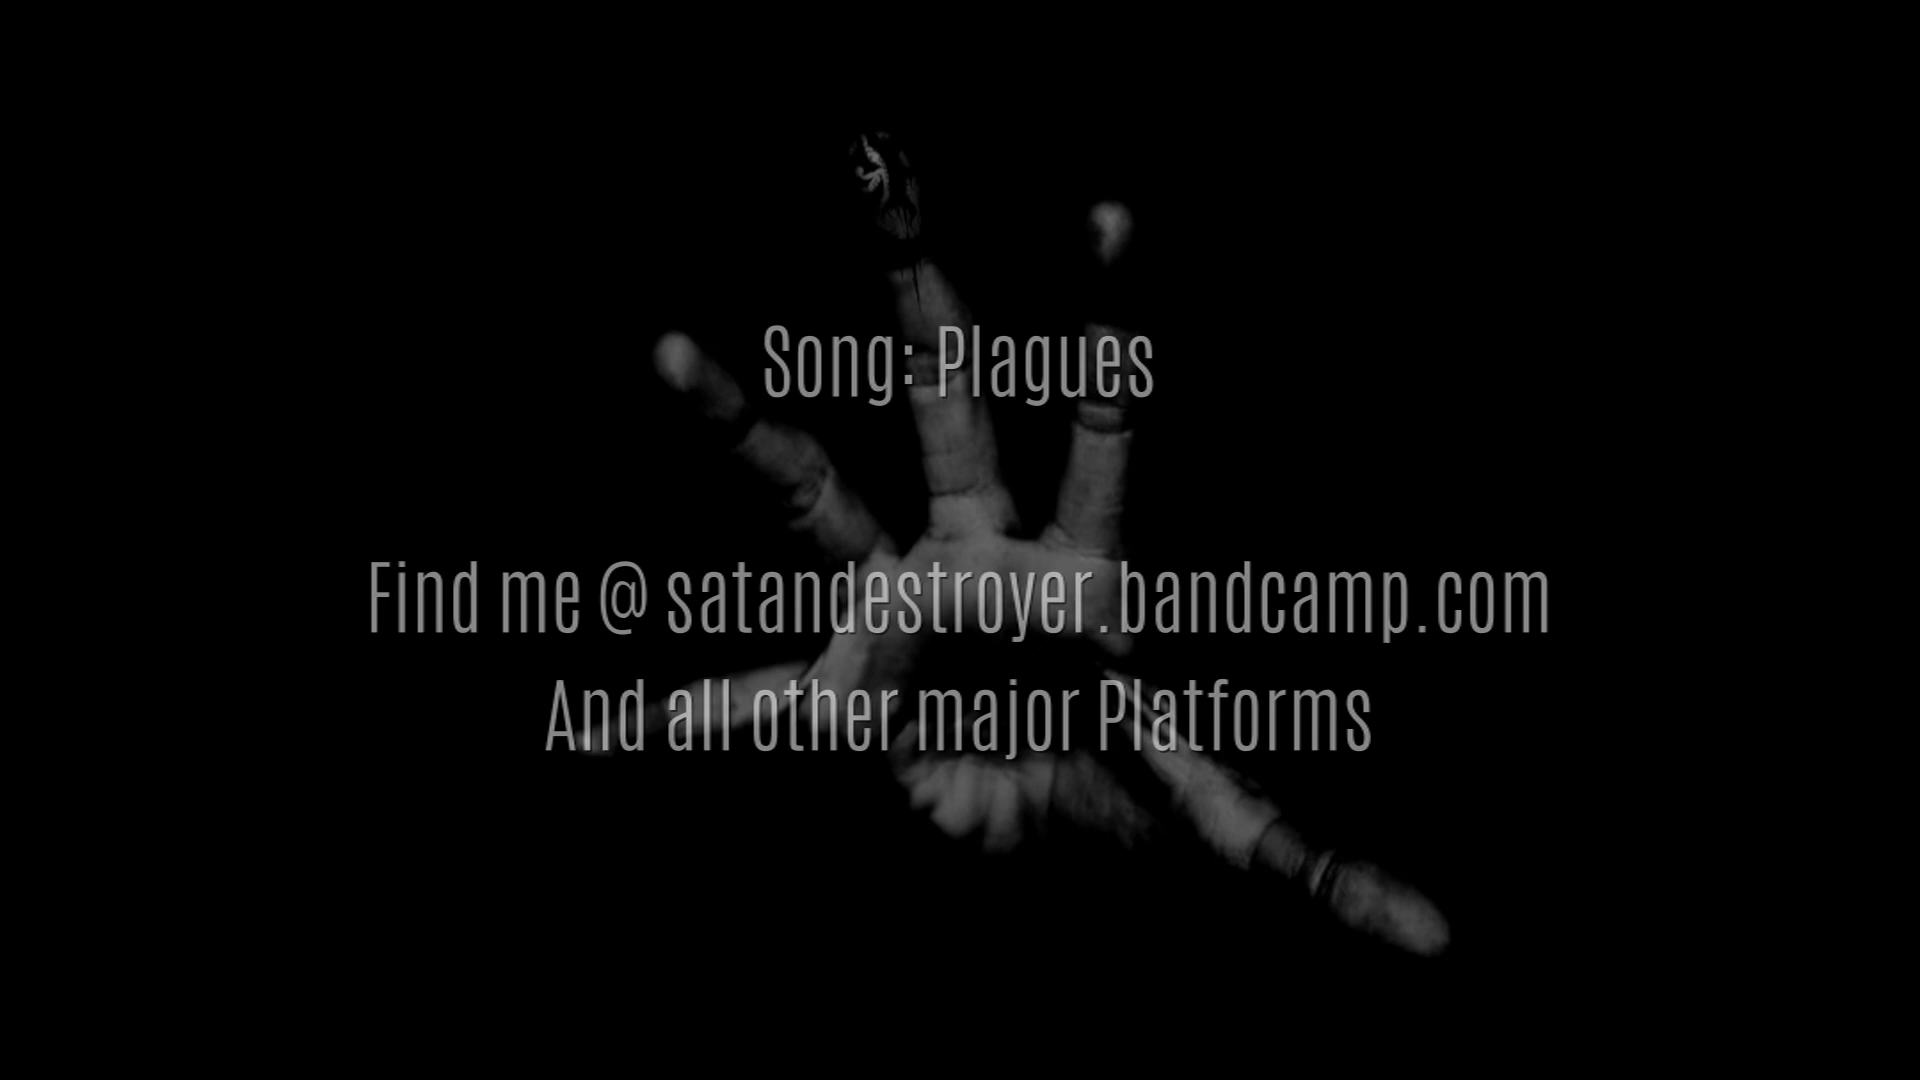 Song: Plagues
Find me @ satandestroyer.bandcamp.com
And all other major Platforms